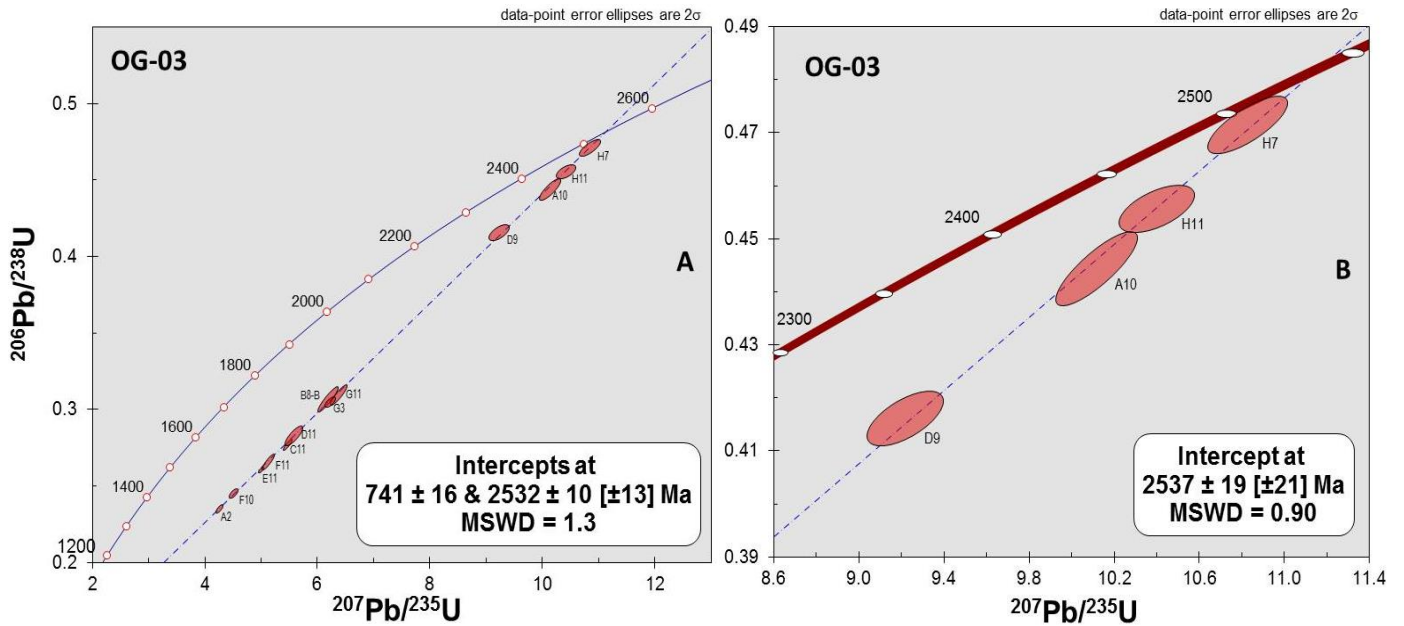 data-point error ellipses are 2σ
OG-03
0.5
0.4
0.3
0.2
206Pb/238U
2600
2400
2200
2000
1800
1600
1400
1200
H7
H11
A10
D9
B8-B
G11
G3
D11
C11
F11
E11
F10
A2
A
Intercepts at
741 ± 16 & 2532 ± 10 [±13] Ma
MSWD = 1.3
2
4
6
8
10
12
207Pb/235U
data-point error ellipses are 2σ
OG-03
0.49
0.47
0.45
0.43
0.41
0.39
2500
2400
2300
H7
H11
A10
D9
B
Intercept at
2537 ± 19 [±21] Ma
MSWD = 0.90
8.6
9.0
9.4
9.8
10.2
10.6
11.0
11.4
207Pb/235U